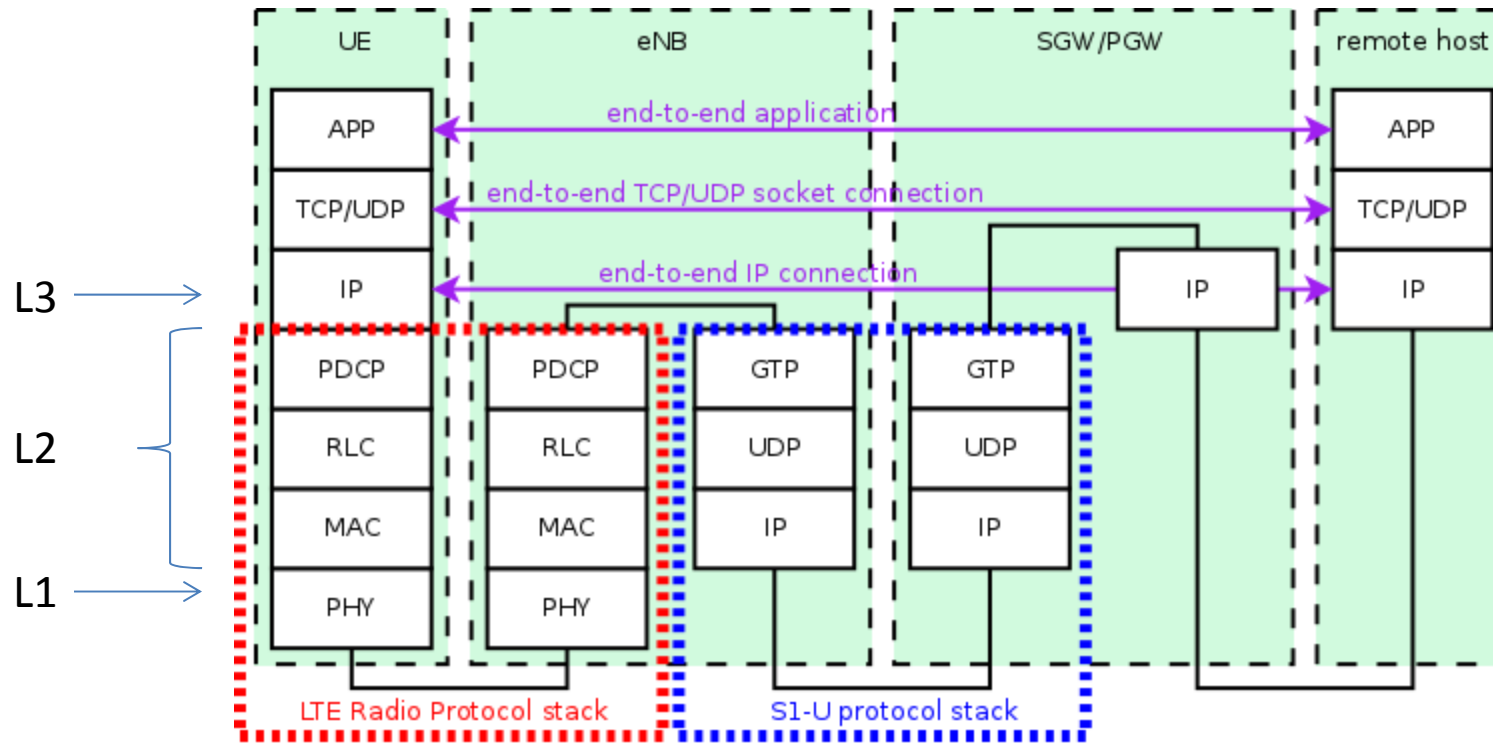 UE
eNB
SGW/PGW
remote host
APP
end-to-end application
APP
TCP/UDP
end-to-end TCP/UDP socket connection
TCP/UDP
L3
IP
end-to-end IP connection
IP
IP
PDCP
PDCP
GTP
GTP
L2
RLC
RLC
UDP
UDP
MAC
MAC
IP
IP
L1
PHY
PHY
LTE Radio Protocol stack
S1-U protocol stack